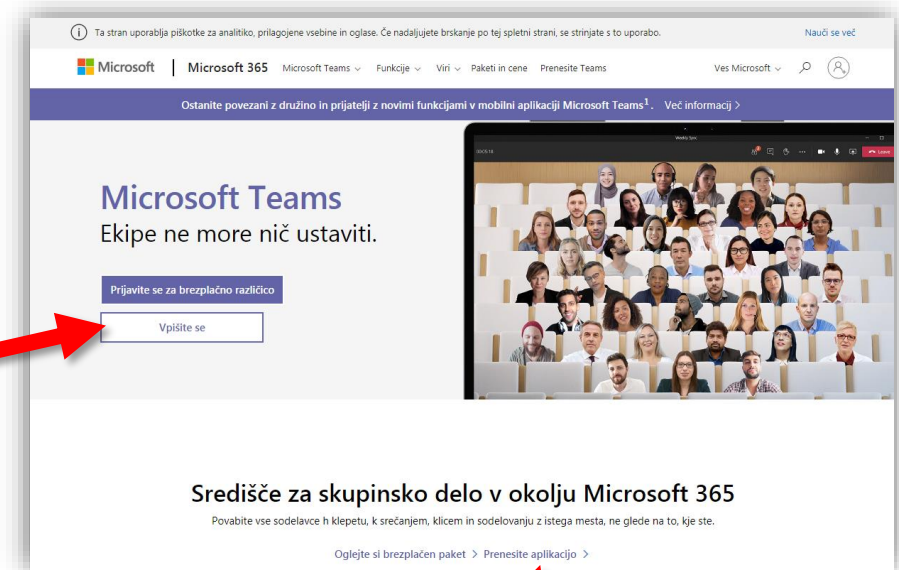 Ta stran uporablja piškotke za analitiko, prilagojene vsebine in oglase. Če nadaljujete brskanje po tej spletni strani, se strinjate s to uporabo. Nauči se več
Microsoft | Microsoft 365 Microsoft Teams Funkcije Viri Paketi in cene Prenesite Teams Ves Microsoft
Ostanite povezani z družino in prijatelji z novimi funkcijami v mobilni aplikaciji Microsoft Teams¹. Več informacij >
Weekly Sync
Leave
Microsoft Teams
Ekipe ne more nič ustaviti.
Prijavite se za brezplačno različico
Vpišite se
Središče za skupinsko delo v okolju Microsoft 365
Povabite vse sodelavce h klepetu, k srečanjem, klicem in sodelovanju z istega mesta, ne glede na to, kje ste.
Oglejte si brezplačen paket > Prenesite aplikacijo >